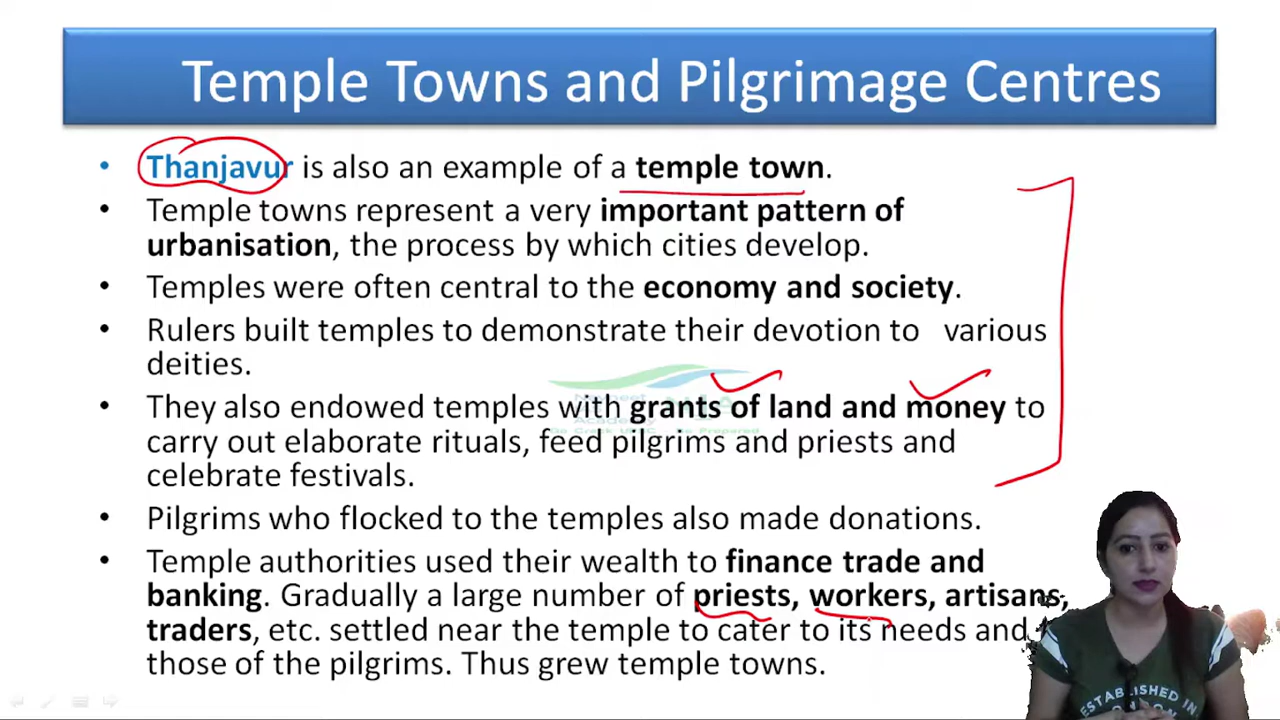 Temple Towns and Pilgrimage Centres
• Thanjavur is also an example of a temple town.
• Temple towns represent a very important pattern of
urbanisation, the process by which cities develop.
• Temples were often central to the economy and society.
• Rulers built temples to demonstrate their devotion to various
deities.
• They also endowed temples with grants of land and money to
carry out elaborate rituals, feed pilgrims and priests and
celebrate festivals.
• Pilgrims who flocked to the temples also made donations.
• Temple authorities used their wealth to finance trade and
banking. Gradually a large number of priests, workers, artisans,
traders, etc. settled near the temple to cater to its needs and
those of the pilgrims. Thus grew temple towns.
ESTABLISHED IN